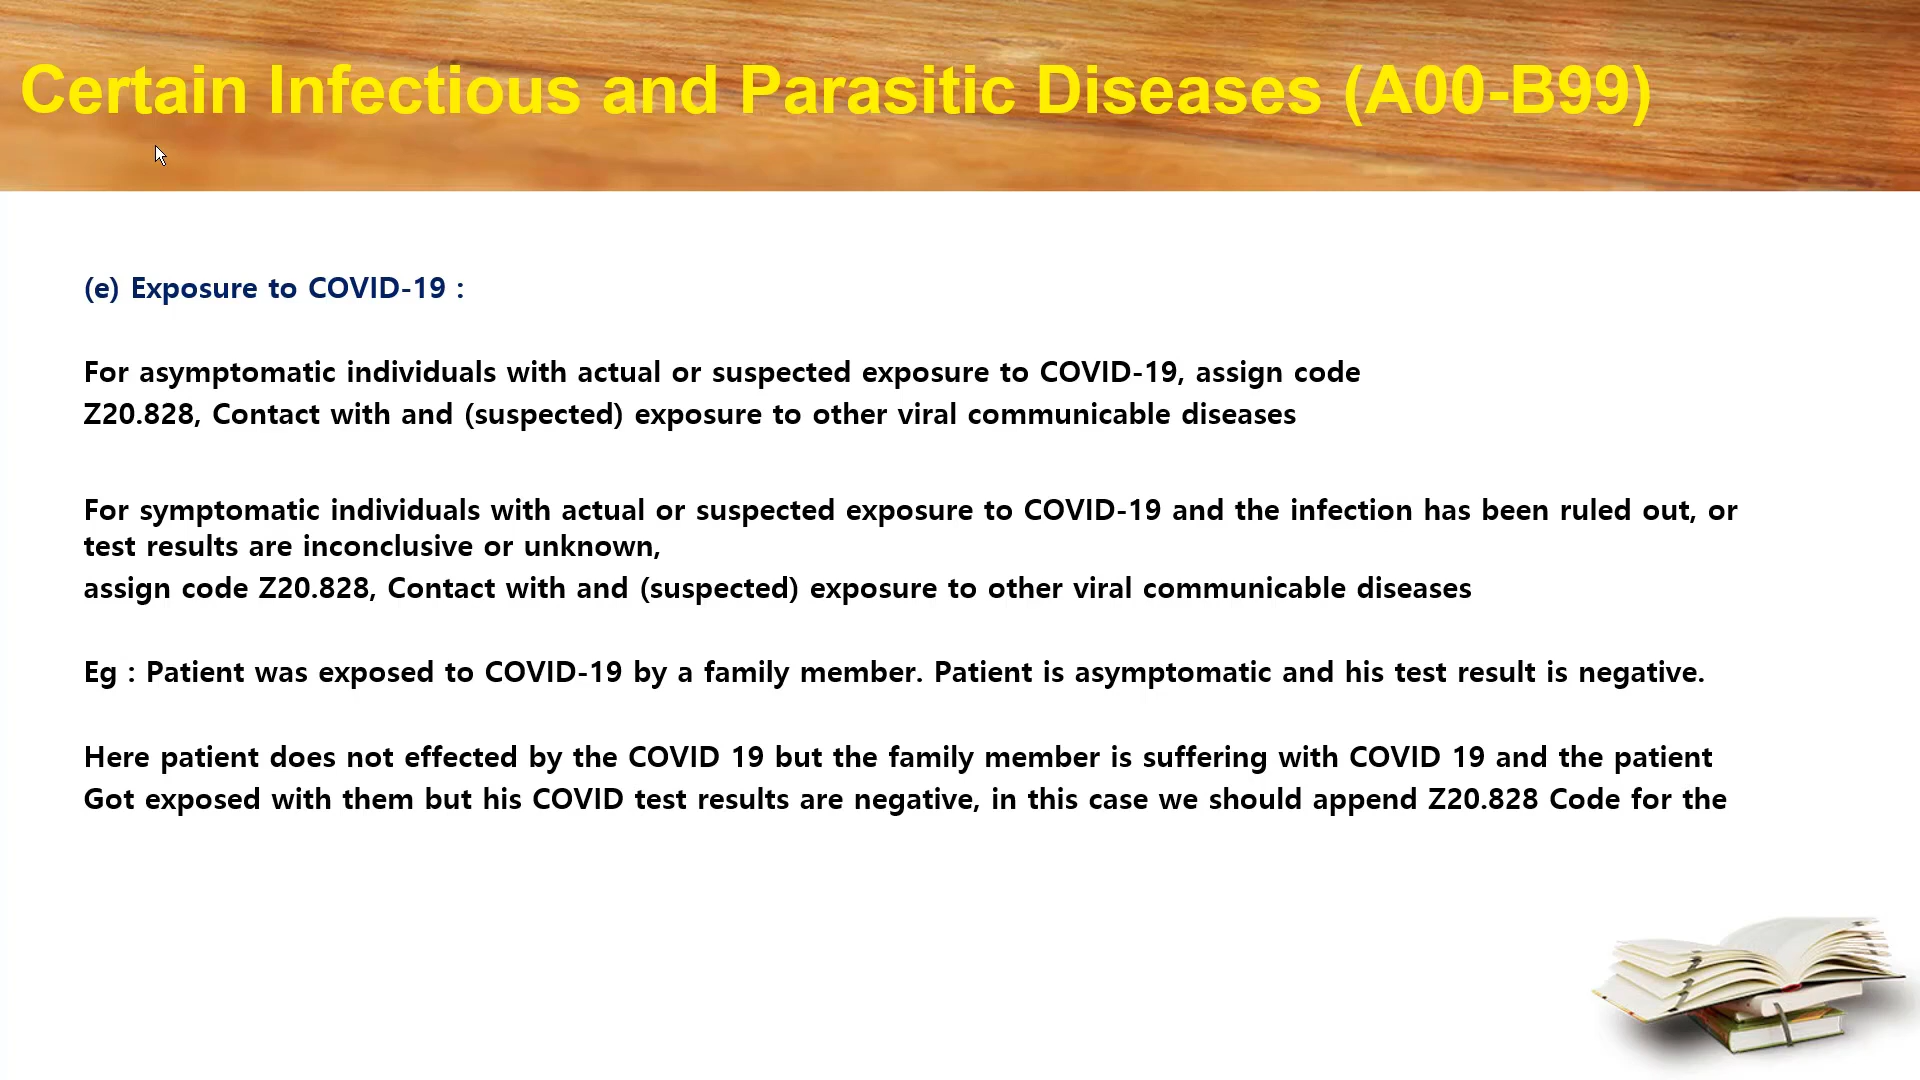 Certain Infectious and Parasitic Diseases (A00-B99)
(e) Exposure to COVID-19 :
For asymptomatic individuals with actual or suspected exposure to COVID-19, assign code
Z20.828, Contact with and (suspected) exposure to other viral communicable diseases
For symptomatic individuals with actual or suspected exposure to COVID-19 and the infection has been ruled out, or
test results are inconclusive or unknown,
assign code Z20.828, Contact with and (suspected) exposure to other viral communicable diseases
Eg : Patient was exposed to COVID-19 by a family member. Patient is asymptomatic and his test result is negative.
Here patient does not effected by the COVID 19 but the family member is suffering with COVID 19 and the patient
Got exposed with them but his COVID test results are negative, in this case we should append Z20.828 Code for the